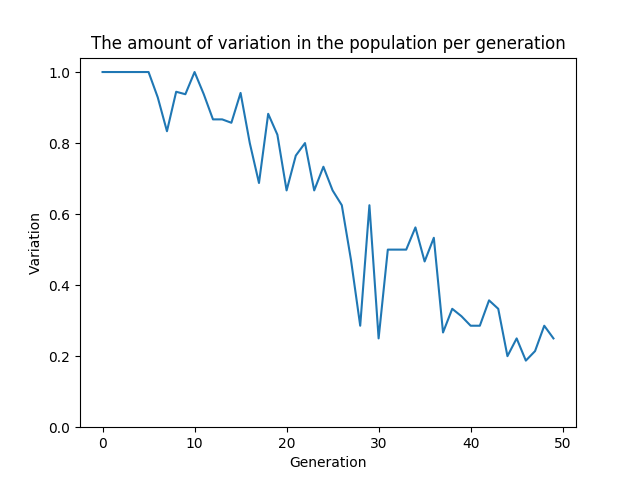 The amount of variation in the population per generation
1.0
0.8
0.6
0.4
0.2
0.0
Variation
0 10 20 30 40 50
Generation